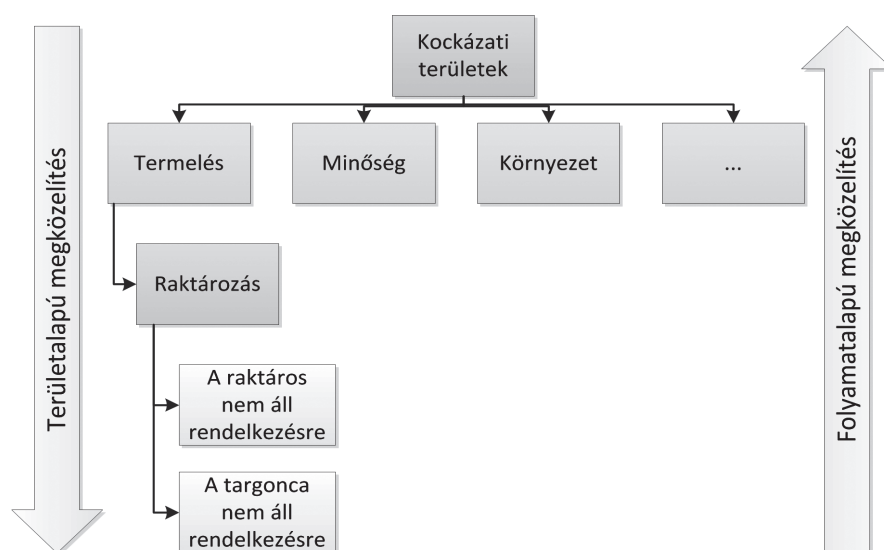 Kockázati
területek
Termelés
Minőség
Környezet
...
Raktározás
A raktáros
nem áll
rendelkezésre
A targonca
nem áll
rendelkezésre
Területalapú megközelítés
Folyamatalapú megközelítés